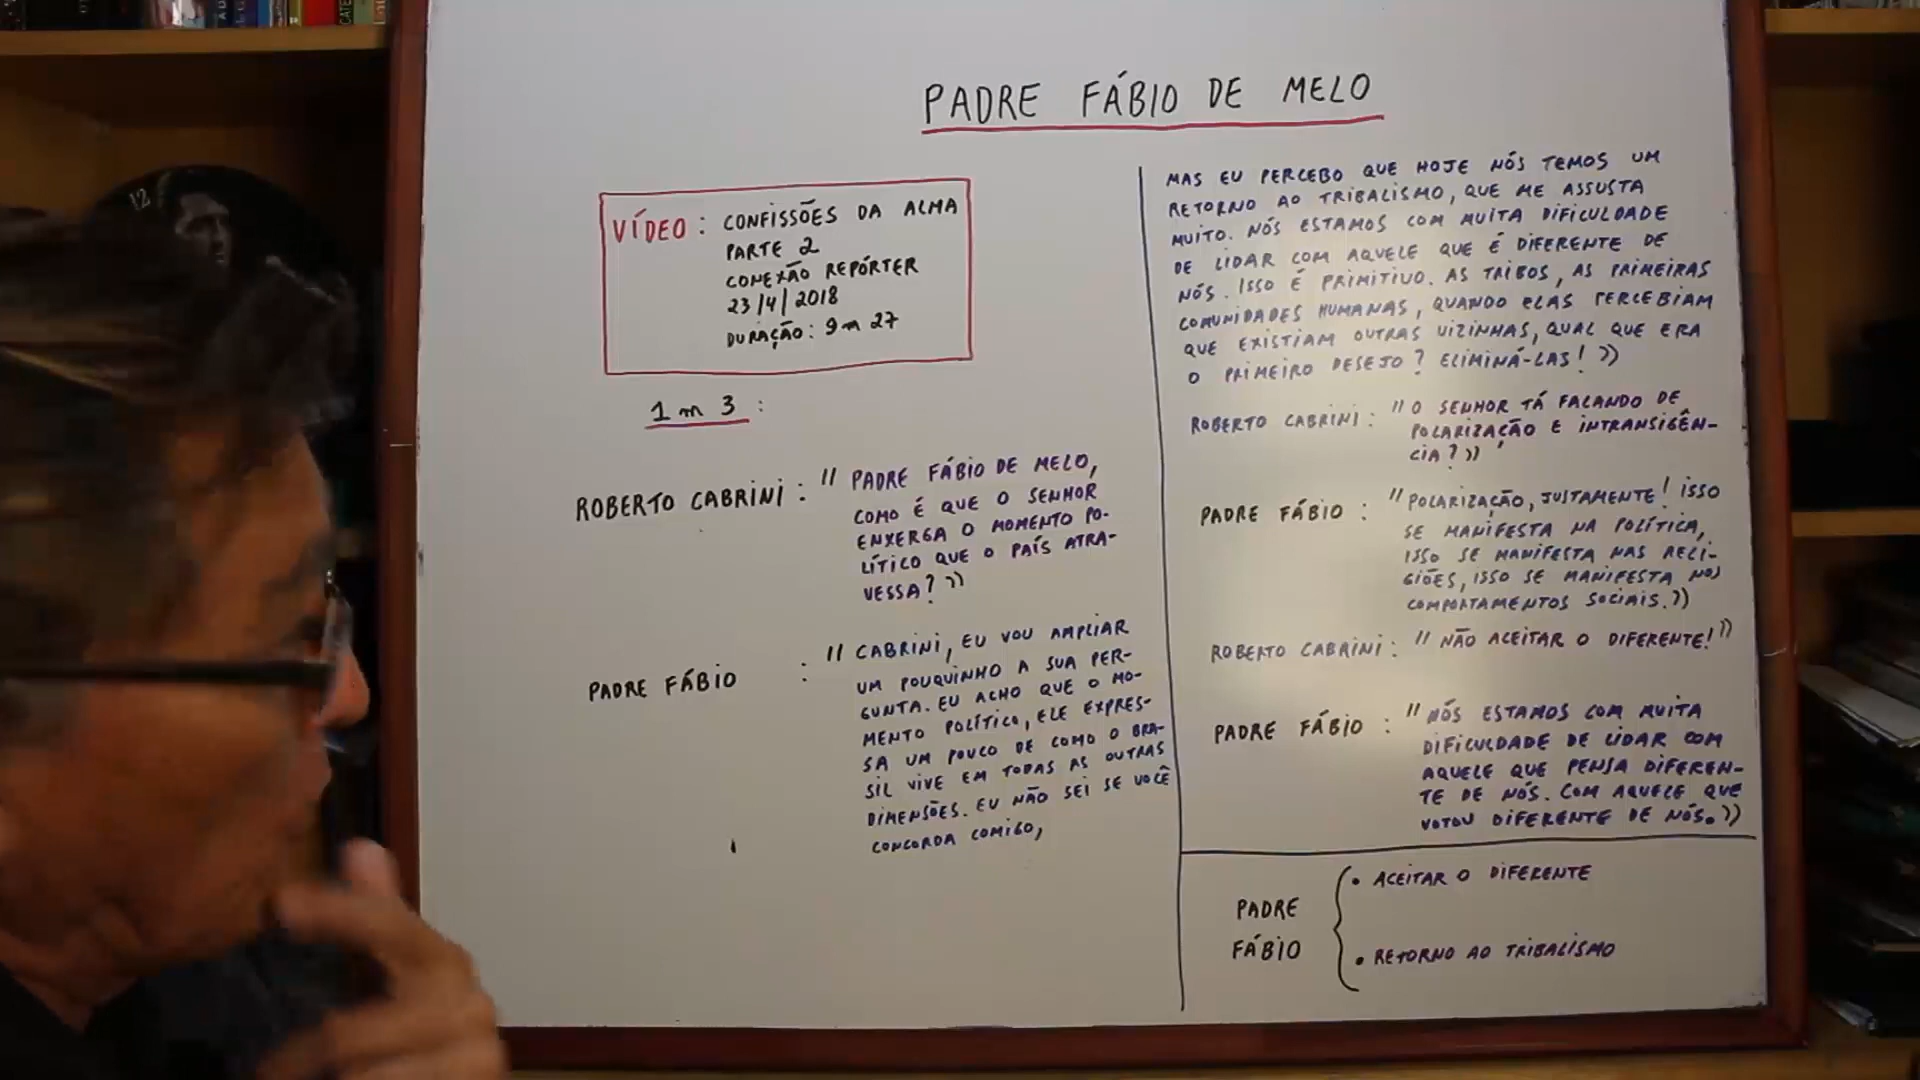 PADRE FÁBIO DE MELO
VÍDEO: CONFISSÕES DA ALMA
PARTE 2
CONEXÃO REPÓRTER
23/4/2018
DURAÇÃO: 9m 27
1m 3:
ROBERTO CABRINI: "PADRE FÁBIO DE MELO,
COMO É QUE O SENHOR
ENXERGA O MOMENTO PO-
LÍTICO QUE O PAÍS ATRA-
VESSA?"
PADRE FÁBIO : "CABRINI, EU VOU AMPLIAR
UM POUQUINHO A SUA PER-
GUNTA. EU ACHO QUE O MO-
MENTO POLÍTICO, ELE EXPRES-
SA UM POUCO DE COMO O BRA-
SIL VIVE EM TODAS AS OUTRAS
DIMENSÕES. EU NÃO SEI SE VOCÊ
CONCORDA COMIGO,
MAS EU PERCEBO QUE HOJE NÓS TEMOS UM
RETORNO AO TRIBALISMO, QUE ME ASSUSTA
MUITO. NÓS ESTAMOS COM MUITA DIFICULDADE
DE LIDAR COM AQUELE QUE É DIFERENTE DE
NÓS. ISSO É PRIMITIVO. AS TRIBOS, AS PRIMEIRAS
COMUNIDADES HUMANAS, QUANDO ELAS PERCEBIAM
QUE EXISTIAM OUTRAS VIZINHAS, QUAL QUE ERA
O PRIMEIRO DESEJO? ELIMINÁ-LAS!"
ROBERTO CABRINI: "O SENHOR TÁ FALANDO DE
POLARIZAÇÃO E INTRANSIGÊN-
CIA?"
PADRE FÁBIO : "POLARIZAÇÃO, JUSTAMENTE! ISSO
SE MANIFESTA NA POLÍTICA,
ISSO SE MANIFESTA NAS RELI-
GIÕES, ISSO SE MANIFESTA NOS
COMPORTAMENTOS SOCIAIS."
ROBERTO CABRINI: "NÃO ACEITAR O DIFERENTE!"
PADRE FÁBIO : "NÓS ESTAMOS COM MUITA
DIFICULDADE DE LIDAR COM
AQUELE QUE PENSA DIFEREN-
TE DE NÓS. COM AQUELE QUE
VOTOU DIFERENTE DE NÓS."
PADRE
FÁBIO
• ACEITAR O DIFERENTE
• RETORNO AO TRIBALISMO
12